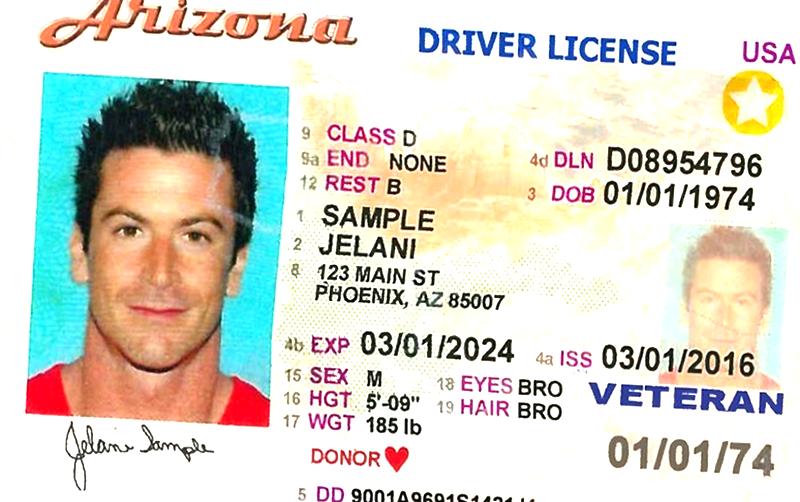 Arizona
DRIVER LICENSE USA
9 CLASS D
9a END NONE 4d DLN D08954796
12 REST B 3 DOB 01/01/1974
1 SAMPLE
2 JELANI
8 123 MAIN ST
PHOENIX, AZ 85007
4b EXP 03/01/2024 4a ISS 03/01/2016
15 SEX M 18 EYES BRO VETERAN
16 HGT 5'-09" 19 HAIR BRO
17 WGT 185 lb
Jelani Sample
DONOR 01/01/74
5 DD